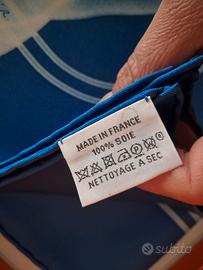 MADE IN FRANCE
100% SOIE
NETTOYAGE A SEC
subito